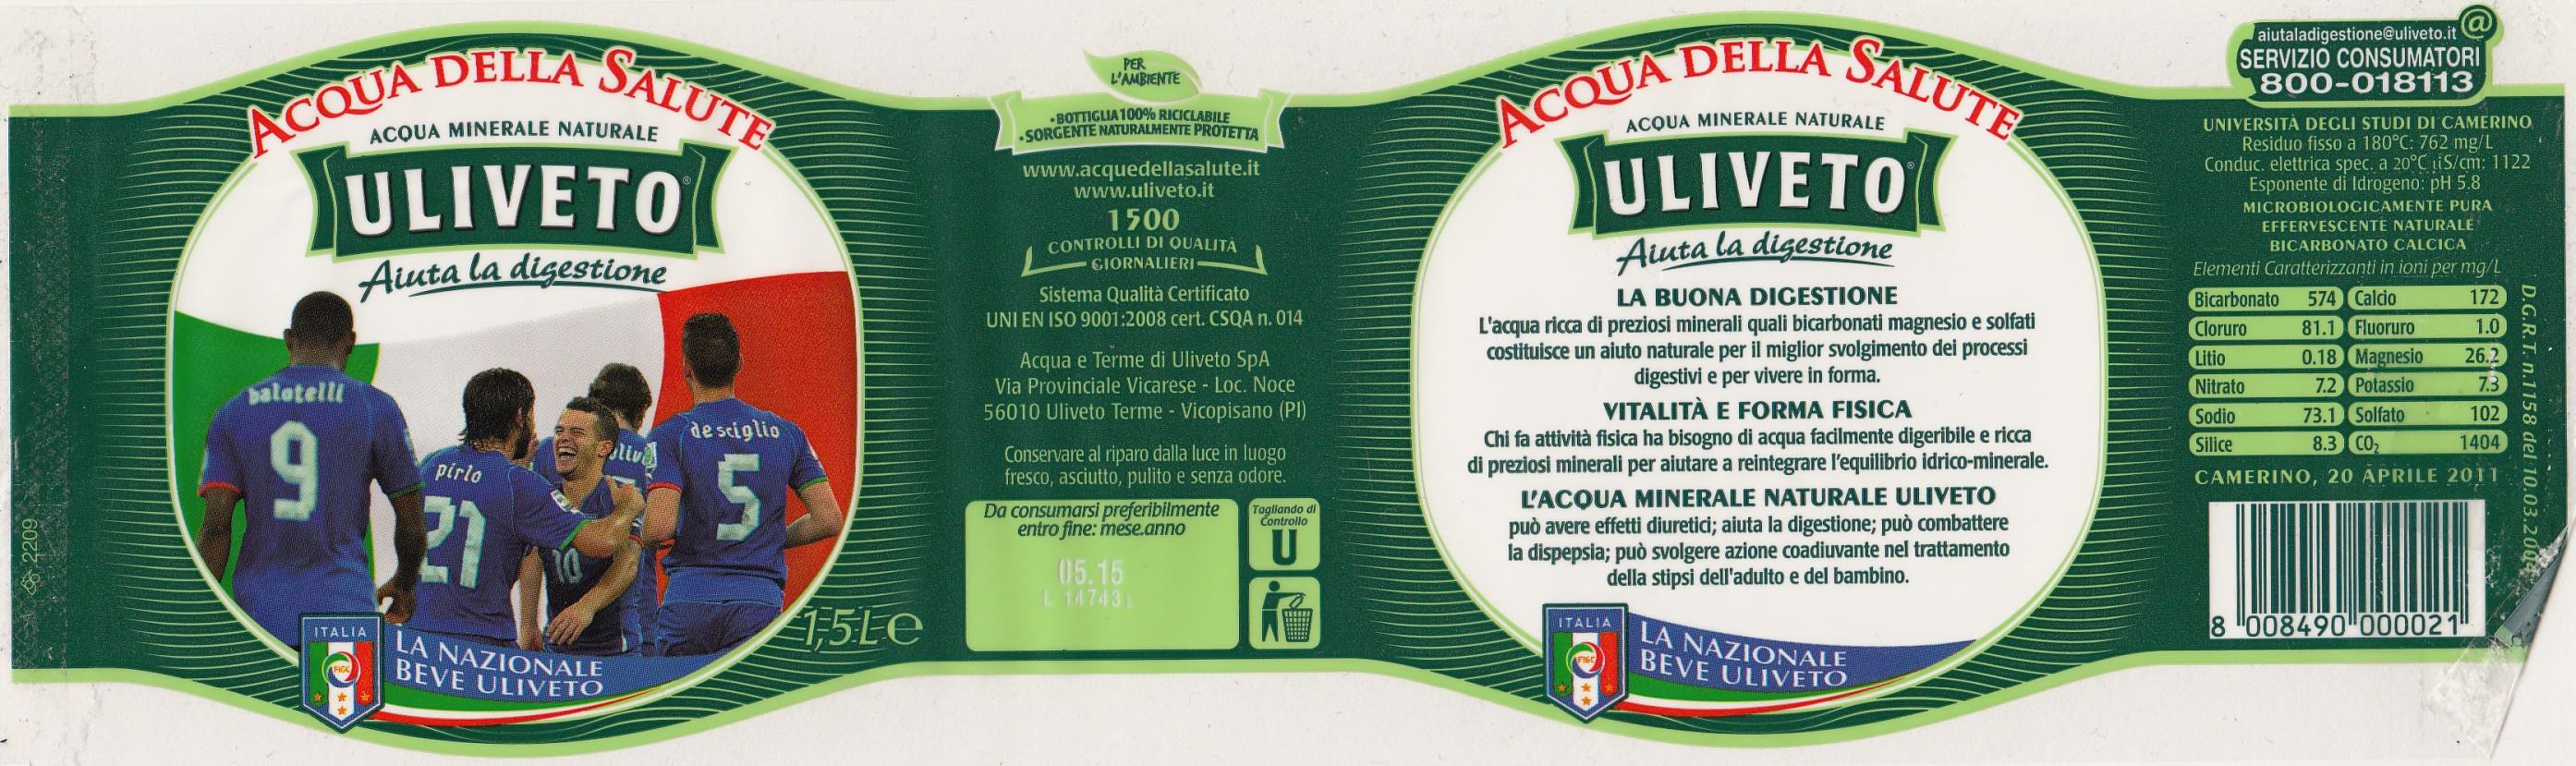 ACQUA DELLA SALUTE
ACQUA MINERALE NATURALE
ULIVETO®
Aiuta la digestione
balotelli
9
pirlo
21
10
de sciglio
5
ITALIA
FIGC
LA NAZIONALE
BEVE ULIVETO
1,5L e
2209
PER
L'AMBIENTE
•BOTTIGLIA 100% RICICLABILE
•SORGENTE NATURALMENTE PROTETTA
www.acquedellasalute.it
www.uliveto.it
1500
CONTROLLI DI QUALITÀ
GIORNALIERI
Sistema Qualità Certificato
UNI EN ISO 9001:2008 cert. CSQA n. 014
Acqua e Terme di Uliveto SpA
Via Provinciale Vicarese - Loc. Noce
56010 Uliveto Terme - Vicopisano (PI)
Conservare al riparo dalla luce in luogo
fresco, asciutto, pulito e senza odore.
Da consumarsi preferibilmente
entro fine: mese.anno
05.15
L 14743
Tagliando di
Controllo
U
ACQUA DELLA SALUTE
ACQUA MINERALE NATURALE
ULIVETO®
Aiuta la digestione
LA BUONA DIGESTIONE
L'acqua ricca di preziosi minerali quali bicarbonati magnesio e solfati
costituisce un aiuto naturale per il miglior svolgimento dei processi
digestivi e per vivere in forma.
VITALITÀ E FORMA FISICA
Chi fa attività fisica ha bisogno di acqua facilmente digeribile e ricca
di preziosi minerali per aiutare a reintegrare l'equilibrio idrico-minerale.
L'ACQUA MINERALE NATURALE ULIVETO
può avere effetti diuretici; aiuta la digestione; può combattere
la dispepsia; può svolgere azione coadiuvante nel trattamento
della stipsi dell'adulto e del bambino.
ITALIA
FIGC
LA NAZIONALE
BEVE ULIVETO
aiutaladigestione@uliveto.it @
SERVIZIO CONSUMATORI
800-018113
UNIVERSITÀ DEGLI STUDI DI CAMERINO
Residuo fisso a 180°C: 762 mg/L
Conduc. elettrica spec. a 20°C µS/cm: 1122
Esponente di Idrogeno: pH 5.8
MICROBIOLOGICAMENTE PURA
EFFERVESCENTE NATURALE
BICARBONATO CALCICA
Elementi Caratterizzanti in ioni per mg/L
Bicarbonato 574 Calcio 172
Cloruro 81.1 Fluoruro 1.0
Litio 0.18 Magnesio 26.2
Nitrato 7.2 Potassio 7.3
Sodio 73.1 Solfato 102
Silice 8.3 CO₂ 1404
CAMERINO, 20 APRILE 2011
D.G.R.T. n.1158 del 10.03.
8 008490 000021